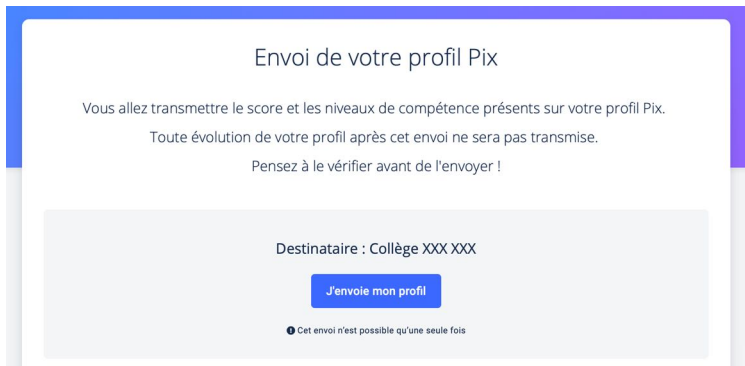 Envoi de votre profil Pix
Vous allez transmettre le score et les niveaux de compétence présents sur votre profil Pix.
Toute évolution de votre profil après cet envoi ne sera pas transmise.
Pensez à le vérifier avant de l'envoyer !
Destinataire : Collège XXX XXX
J'envoie mon profil
Cet envoi n'est possible qu'une seule fois